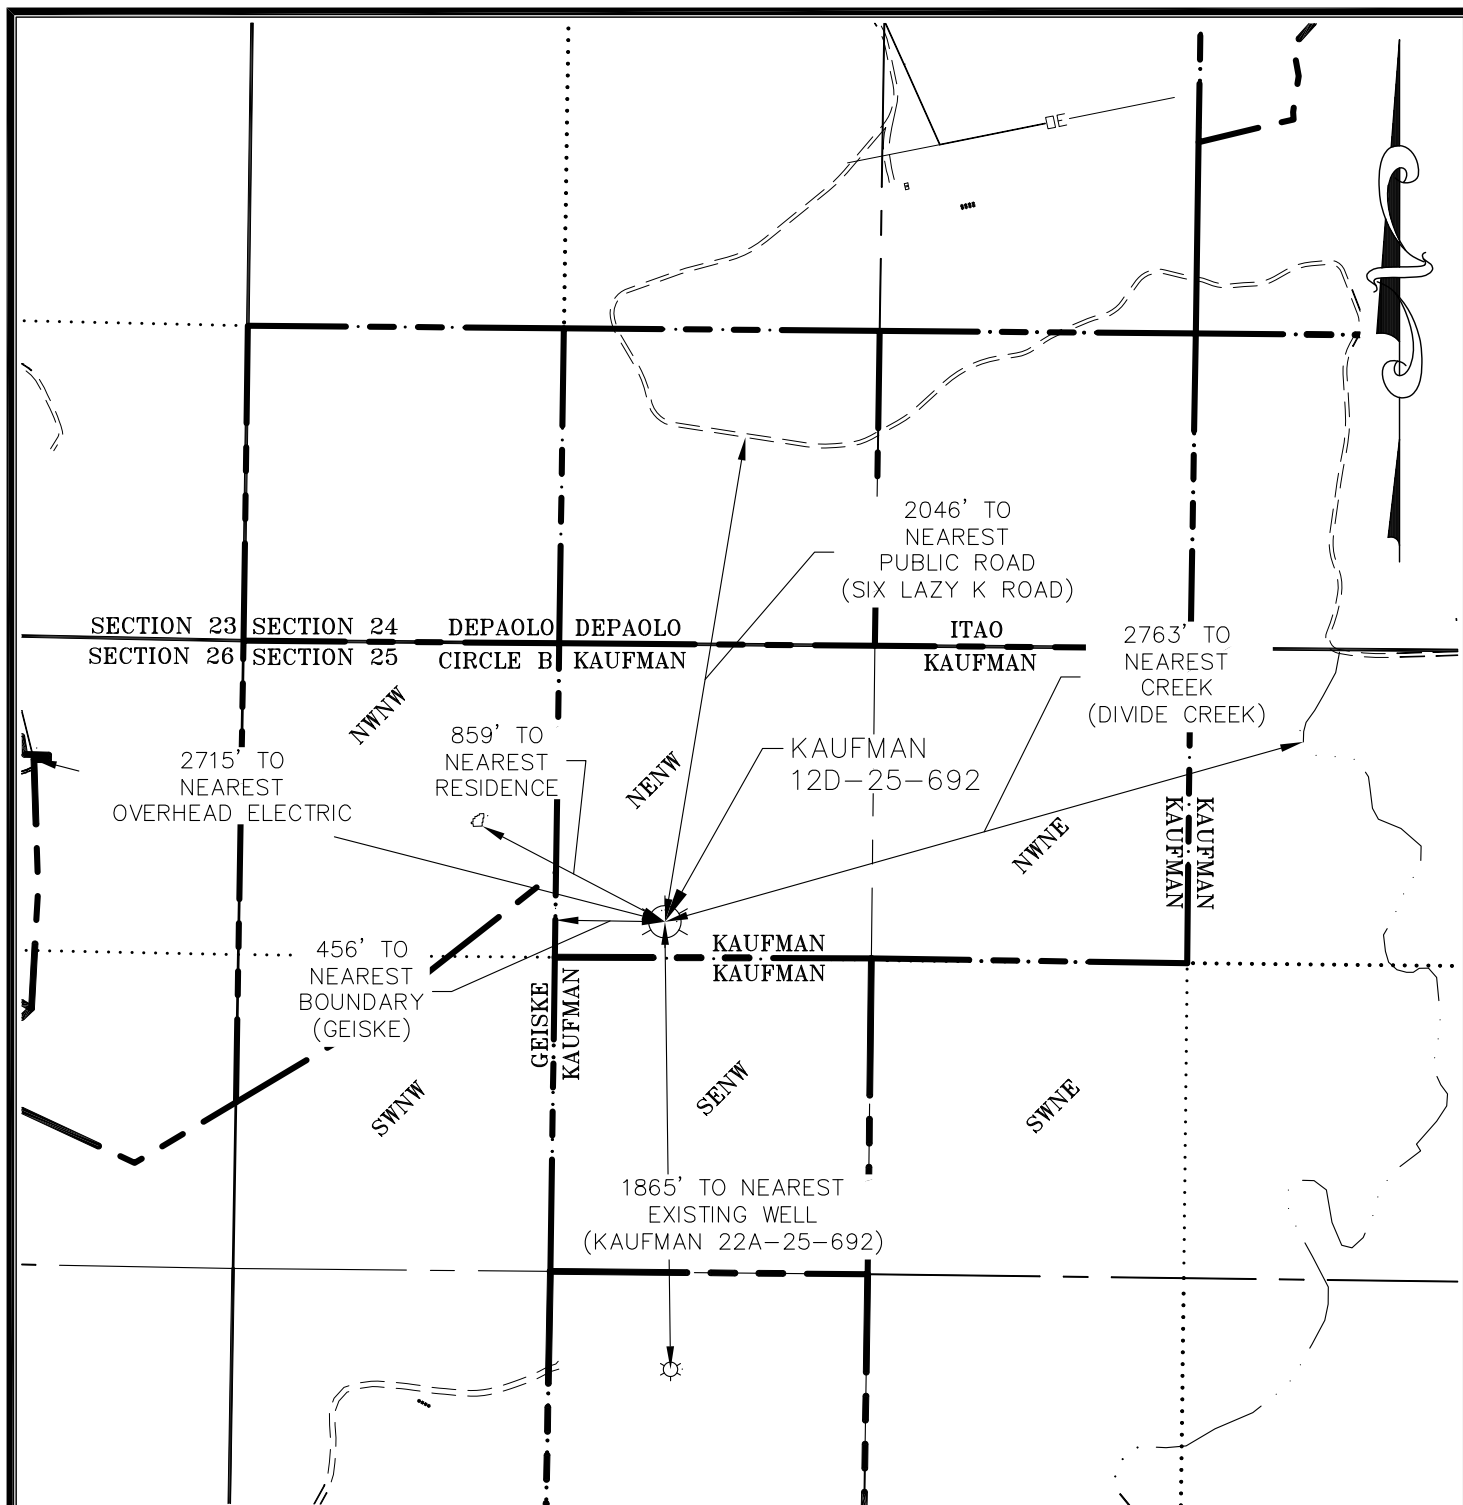 E
2046' TO
NEAREST
PUBLIC ROAD
(SIX LAZY K ROAD)
SECTION 23
SECTION 24
DEPAOLO
DEPAOLO
ITAO
SECTION 26
SECTION 25
CIRCLE B
KAUFMAN
KAUFMAN
2763' TO
NEAREST
CREEK
(DIVIDE CREEK)
NWNW
859' TO
NEAREST
RESIDENCE
2715' TO
NEAREST
OVERHEAD ELECTRIC
NENW
KAUFMAN
12D-25-692
NWNE
KAUFMAN
KAUFMAN
456' TO
NEAREST
BOUNDARY
(GEISKE)
KAUFMAN
KAUFMAN
GEISKE
KAUFMAN
SWNW
SENW
SWNE
1865' TO NEAREST
EXISTING WELL
(KAUFMAN 22A-25-692)